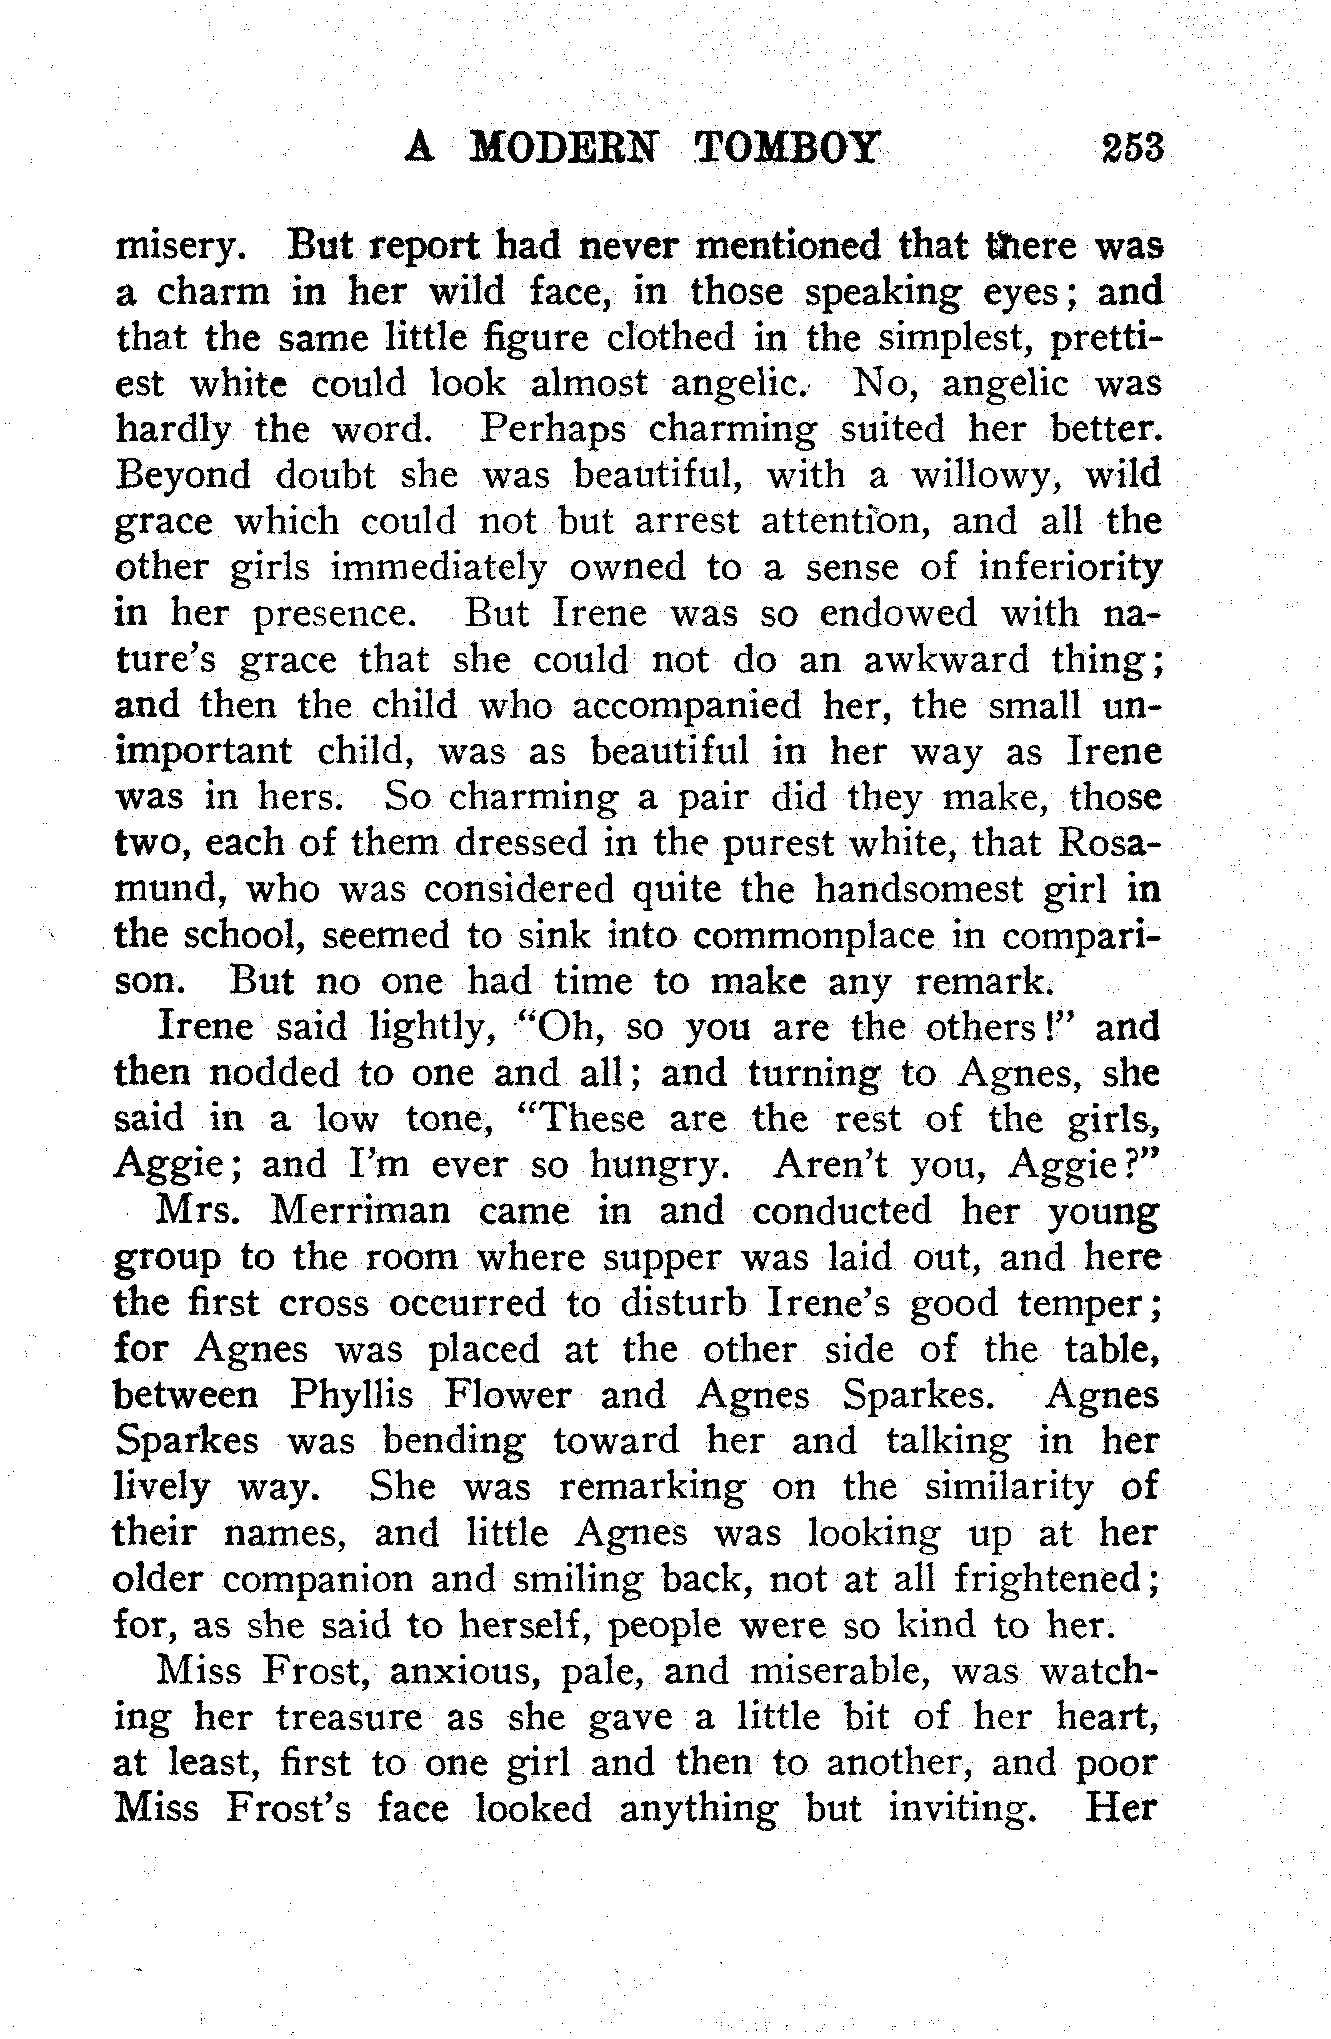 A MODERN TOMBOY 253
misery. But report had never mentioned that there was
a charm in her wild face, in those speaking eyes; and
that the same little figure clothed in the simplest, pretti-
est white could look almost angelic. No, angelic was
hardly the word. Perhaps charming suited her better.
Beyond doubt she was beautiful, with a willowy, wild
grace which could not but arrest attention, and all the
other girls immediately owned to a sense of inferiority
in her presence. But Irene was so endowed with na-
ture's grace that she could not do an awkward thing;
and then the child who accompanied her, the small un-
important child, was as beautiful in her way as Irene
was in hers. So charming a pair did they make, those
two, each of them dressed in the purest white, that Rosa-
mund, who was considered quite the handsomest girl in
the school, seemed to sink into commonplace in compari-
son. But no one had time to make any remark.
Irene said lightly, "Oh, so you are the others!" and
then nodded to one and all; and turning to Agnes, she
said in a low tone, "These are the rest of the girls,
Aggie; and I'm ever so hungry. Aren't you, Aggie?"
Mrs. Merriman came in and conducted her young
group to the room where supper was laid out, and here
the first cross occurred to disturb Irene's good temper;
for Agnes was placed at the other side of the table,
between Phyllis Flower and Agnes Sparkes. Agnes
Sparkes was bending toward her and talking in her
lively way. She was remarking on the similarity of
their names, and little Agnes was looking up at her
older companion and smiling back, not at all frightened;
for, as she said to herself, people were so kind to her.
Miss Frost, anxious, pale, and miserable, was watch-
ing her treasure as she gave a little bit of her heart,
at least, first to one girl and then to another, and poor
Miss Frost's face looked anything but inviting. Her